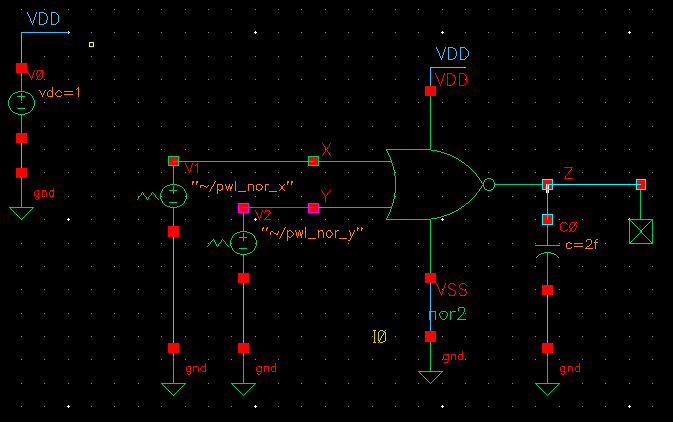 VDD
V0
vdc=1
gnd
VDD
VDD
X
V1
"~/pwl_nor_x"
Y
V2
"~/pwl_nor_y"
Z
C0
c=2f
VSS
nor2
I0
gnd
gnd
gnd
gnd